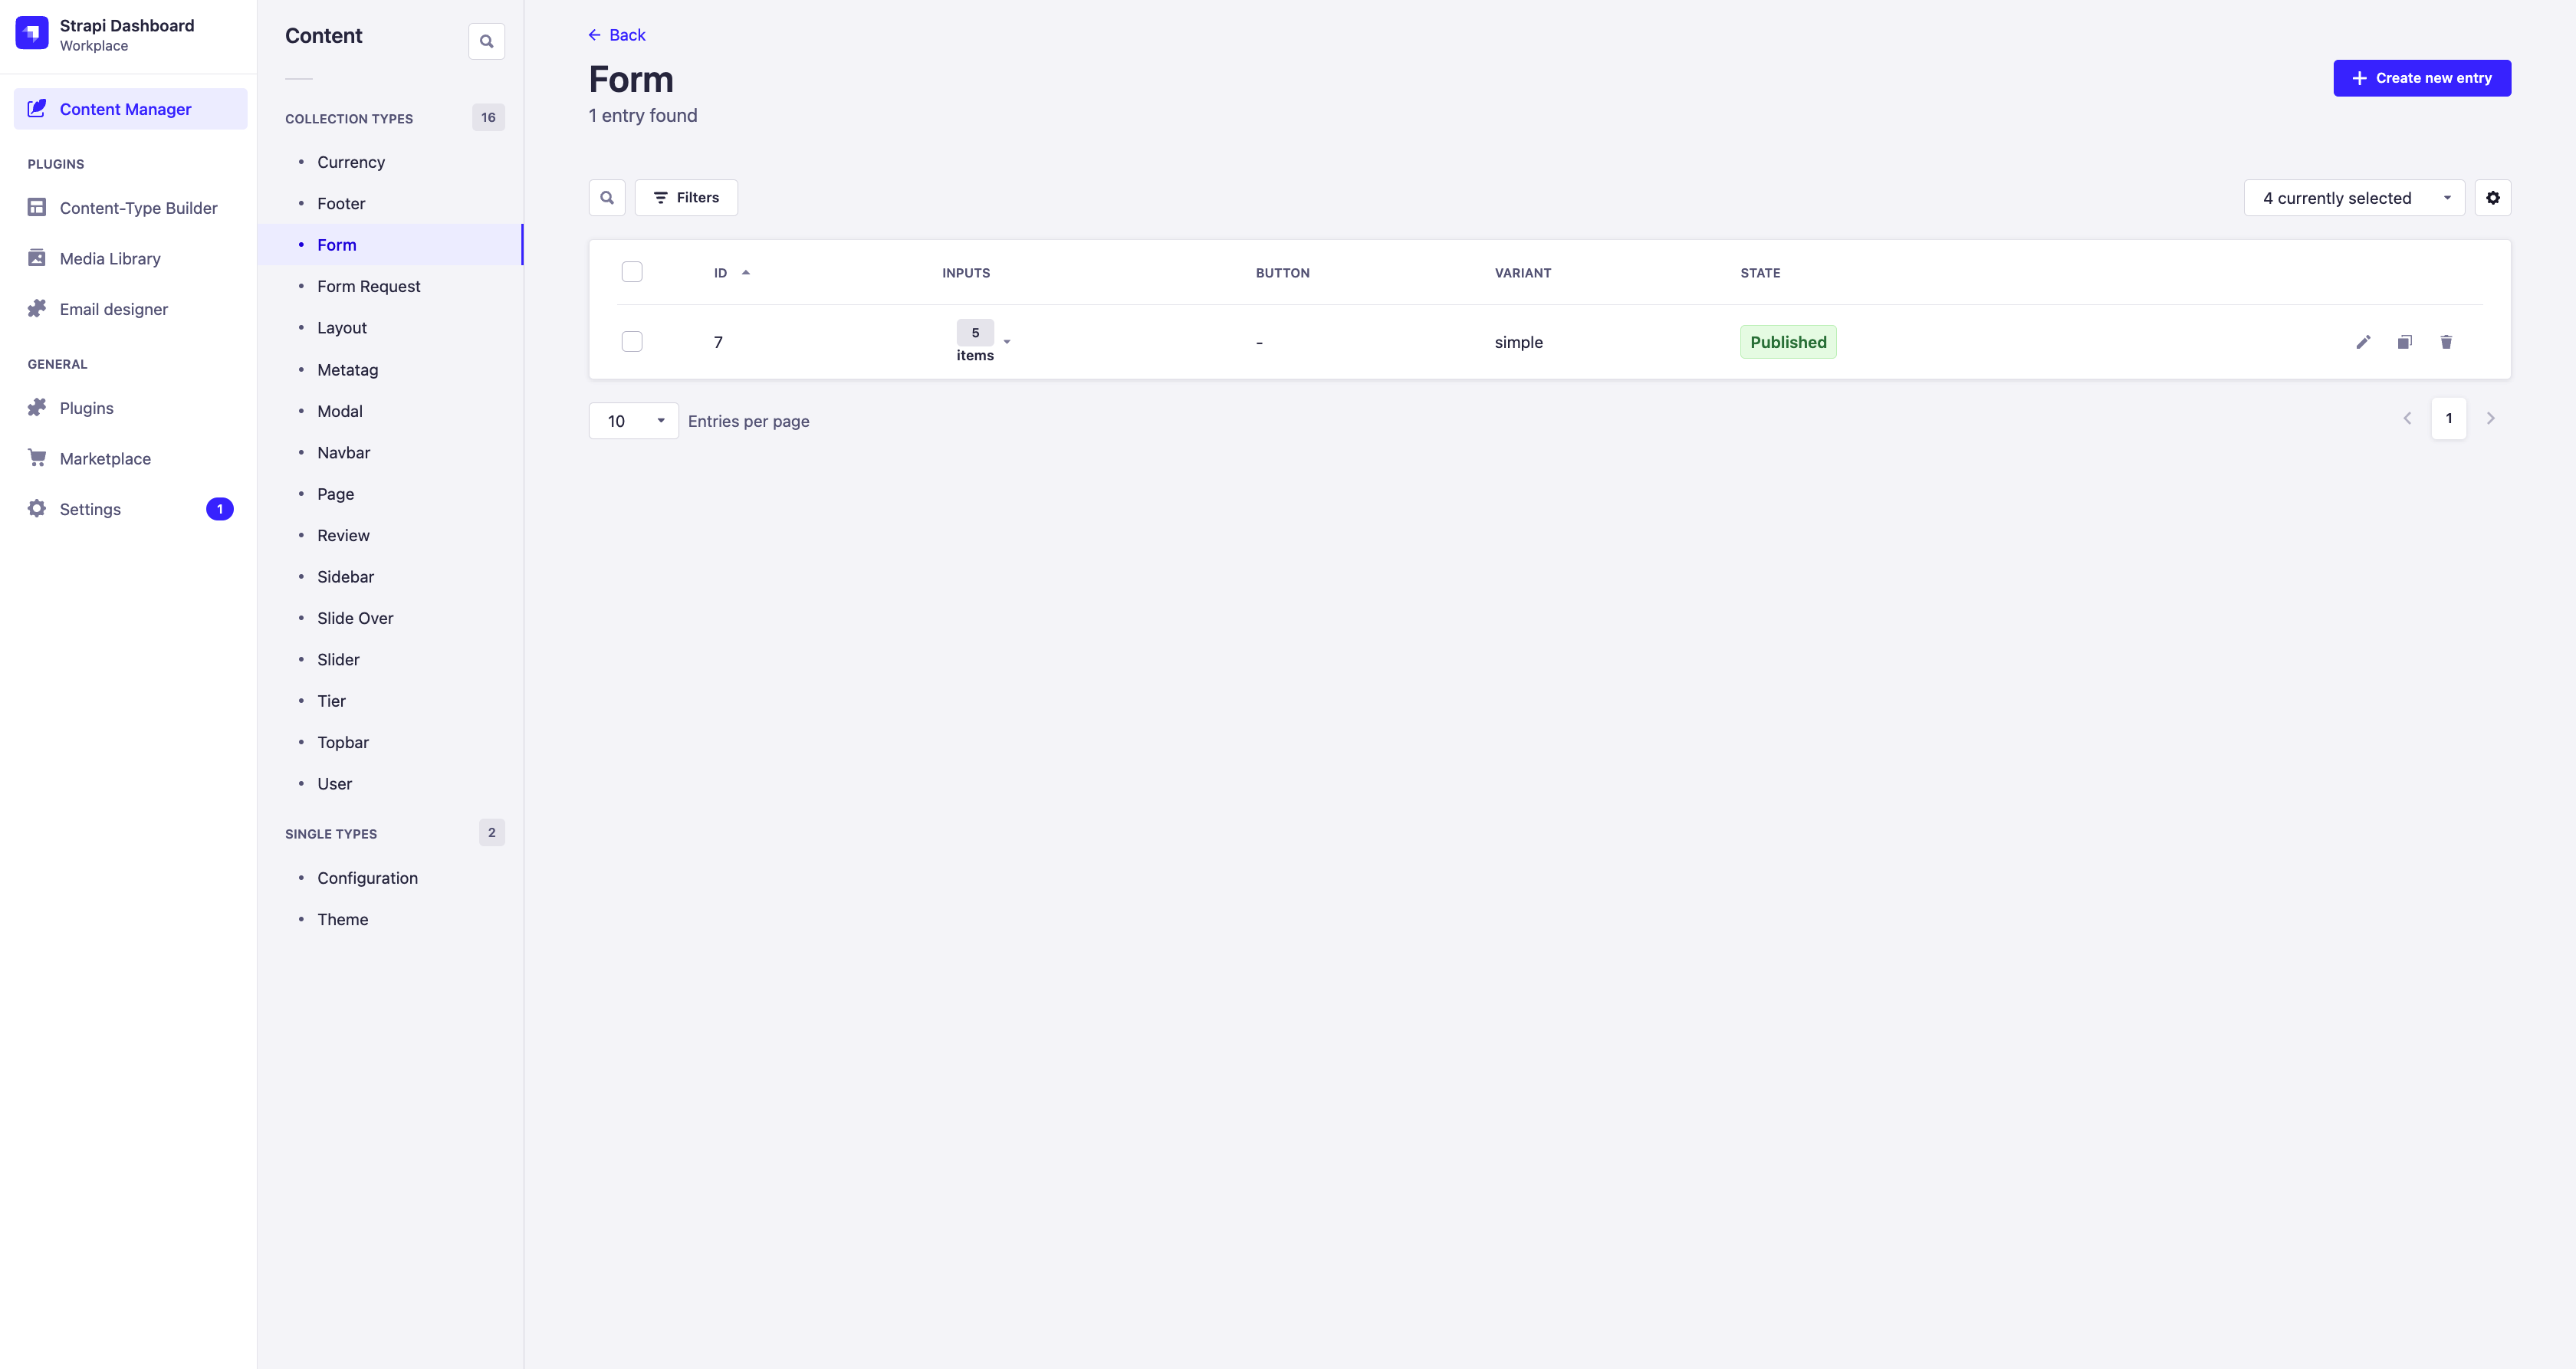 Strapi Dashboard
Workplace
Content Manager
PLUGINS
Content-Type Builder
Media Library
Email designer
GENERAL
Plugins
Marketplace
Settings
1
Content
COLLECTION TYPES
16
Currency
Footer
Form
Form Request
Layout
Metatag
Modal
Navbar
Page
Review
Sidebar
Slide Over
Slider
Tier
Topbar
User
SINGLE TYPES
2
Configuration
Theme
Back
Form
1 entry found
Create new entry
Filters
4 currently selected
ID INPUTS BUTTON VARIANT STATE
7 5 items - simple Published
10 Entries per page
1